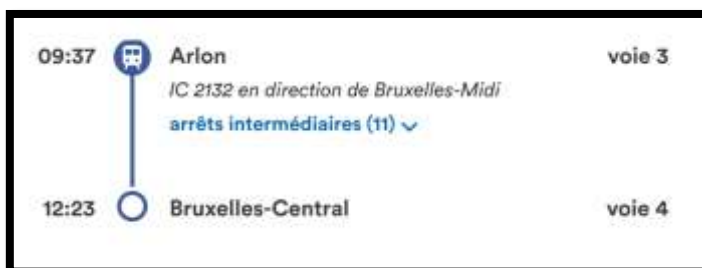 09:37 Arlon voie 3
IC 2132 en direction de Bruxelles-Midi
arrêts intermédiaires (11)
12:23 Bruxelles-Central voie 4